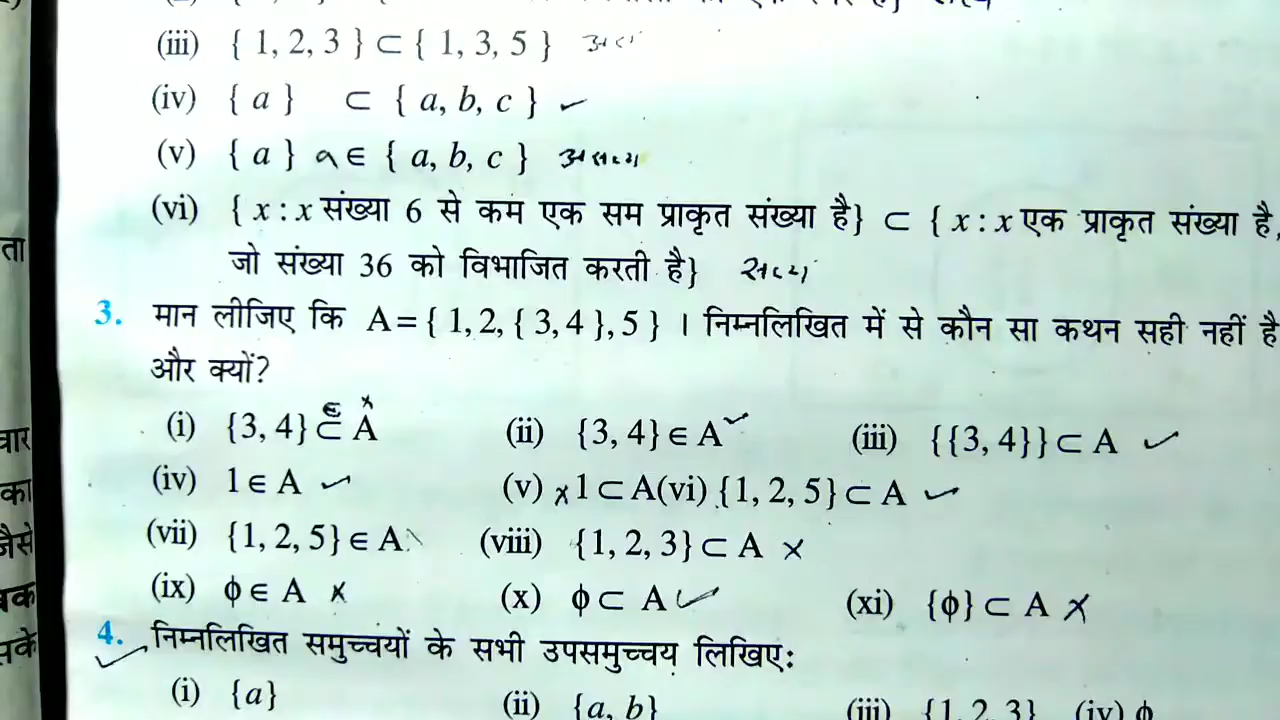 (iii) { 1, 2, 3 } ⊂ { 1, 3, 5 }
(iv) { a } ⊂ { a, b, c } ✓
(v) { a } a ∈ { a, b, c } असत्य
(vi) { x : x संख्या 6 से कम एक सम प्राकृत संख्या है} ⊂ { x : x एक प्राकृत संख्या है,
जो संख्या 36 को विभाजित करती है} सत्य
3. मान लीजिए कि A = { 1, 2, { 3, 4 }, 5 } । निम्नलिखित में से कौन सा कथन सही नहीं है
और क्यों?
(i) {3, 4} ⊂ A ∈ × (ii) {3, 4} ∈ A ✓ (iii) {{3, 4}} ⊂ A ✓
(iv) 1 ∈ A ✓ (v) × 1 ⊂ A (vi) {1, 2, 5} ⊂ A ✓
(vii) {1, 2, 5} ∈ A (viii) {1, 2, 3} ⊂ A ×
(ix) ϕ ∈ A × (x) ϕ ⊂ A ✓ (xi) {ϕ} ⊂ A ×
4. निम्नलिखित समुच्चयों के सभी उपसमुच्चय लिखिए:
(i) {a} (ii) {a, b} (iii) {1, 2, 3} (iv) ϕ
ता
का
जैसे